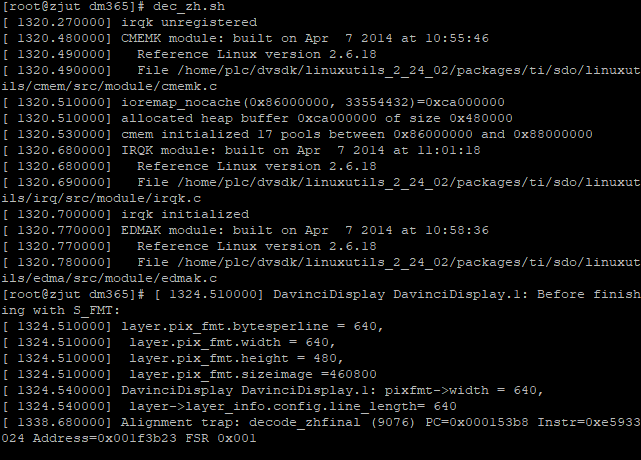 [root@zjut dm365]# dec_zh.sh
[ 1320.270000] irqk unregistered
[ 1320.480000] CMEMK module: built on Apr  7 2014 at 10:55:46
[ 1320.490000]   Reference Linux version 2.6.18
[ 1320.490000]   File /home/plc/dvsdk/linuxutils_2_24_02/packages/ti/sdo/linuxut
ils/cmem/src/module/cmemk.c
[ 1320.510000] ioremap_nocache(0x86000000, 33554432)=0xca000000
[ 1320.510000] allocated heap buffer 0xca000000 of size 0x480000
[ 1320.530000] cmem initialized 17 pools between 0x86000000 and 0x88000000
[ 1320.680000] IRQK module: built on Apr  7 2014 at 11:01:18
[ 1320.680000]   Reference Linux version 2.6.18
[ 1320.690000]   File /home/plc/dvsdk/linuxutils_2_24_02/packages/ti/sdo/linuxut
ils/irq/src/module/irqk.c
[ 1320.700000] irqk initialized
[ 1320.770000] EDMAK module: built on Apr  7 2014 at 10:58:36
[ 1320.770000]   Reference Linux version 2.6.18
[ 1320.780000]   File /home/plc/dvsdk/linuxutils_2_24_02/packages/ti/sdo/linuxut
ils/edma/src/module/edmak.c
[root@zjut dm365]# [ 1324.510000] DavinciDisplay DavinciDisplay.1: Before finish
ing with S_FMT:
[ 1324.510000] layer.pix_fmt.bytesperline = 640,
[ 1324.510000]  layer.pix_fmt.width = 640,
[ 1324.510000]  layer.pix_fmt.height = 480,
[ 1324.510000]  layer.pix_fmt.sizeimage =460800
[ 1324.540000] DavinciDisplay DavinciDisplay.1: pixfmt->width = 640,
[ 1324.540000]  layer->layer_info.config.line_length= 640
[ 1338.680000] Alignment trap: decode_zhfinal (9076) PC=0x000153b8 Instr=0xe5933
024 Address=0x001f3b23 FSR 0x001